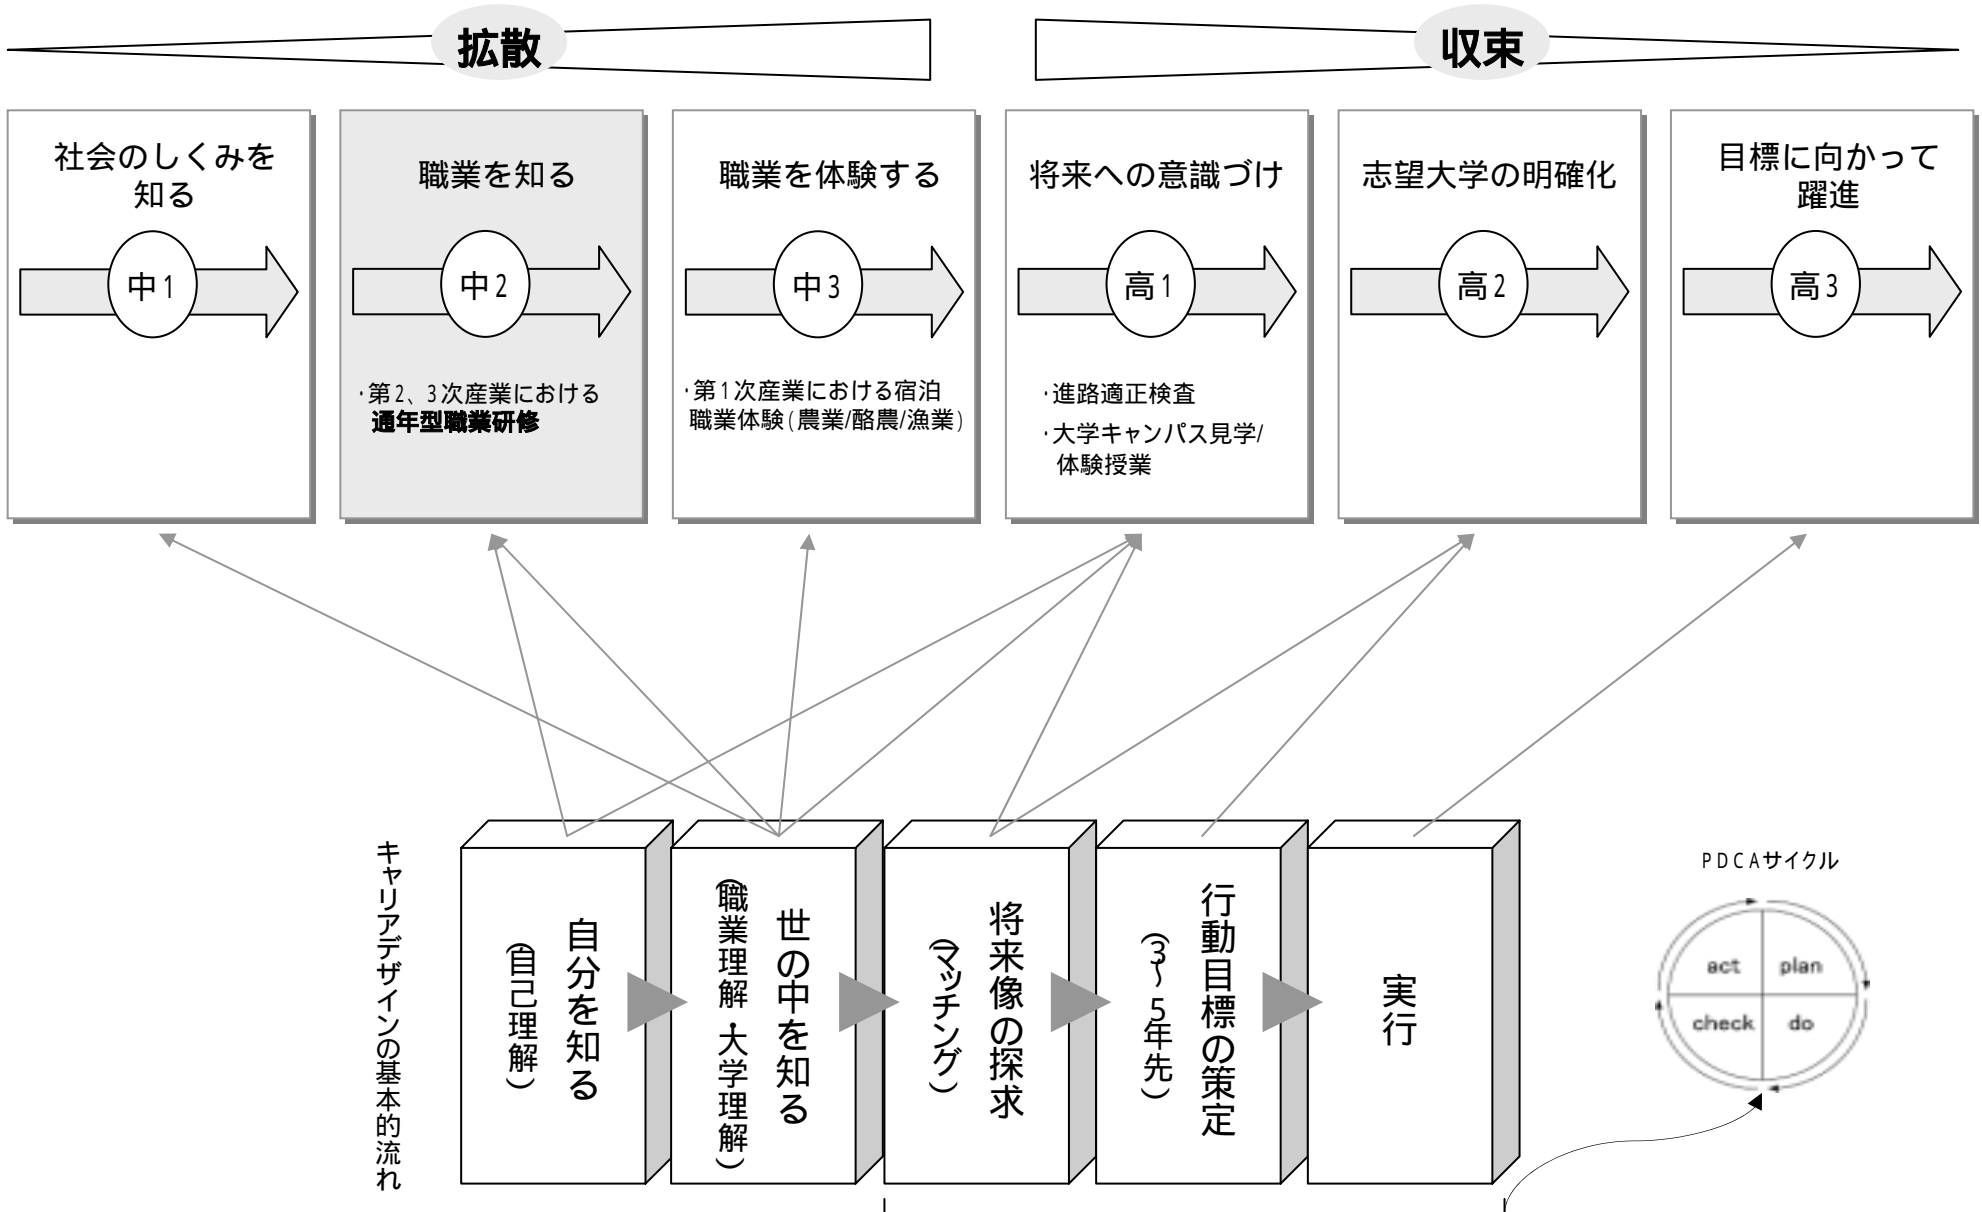 拡散
収束
社会のしくみを
知る
中1
職業を知る
中2
・第2、3次産業における
通年型職業研修
職業を体験する
中3
・第1次産業における宿泊
職業体験(農業/酪農/漁業)
将来への意識づけ
高1
・進路適正検査
・大学キャンパス見学/
体験授業
志望大学の明確化
高2
目標に向かって
躍進
高3
キャリアデザインの基本的流れ
自分を知る
(自己理解)
世の中を知る
(職業理解・大学理解)
将来像の探求
(マッチング)
行動目標の策定
(3~5年先)
実行
PDCAサイクル
act
plan
check
do